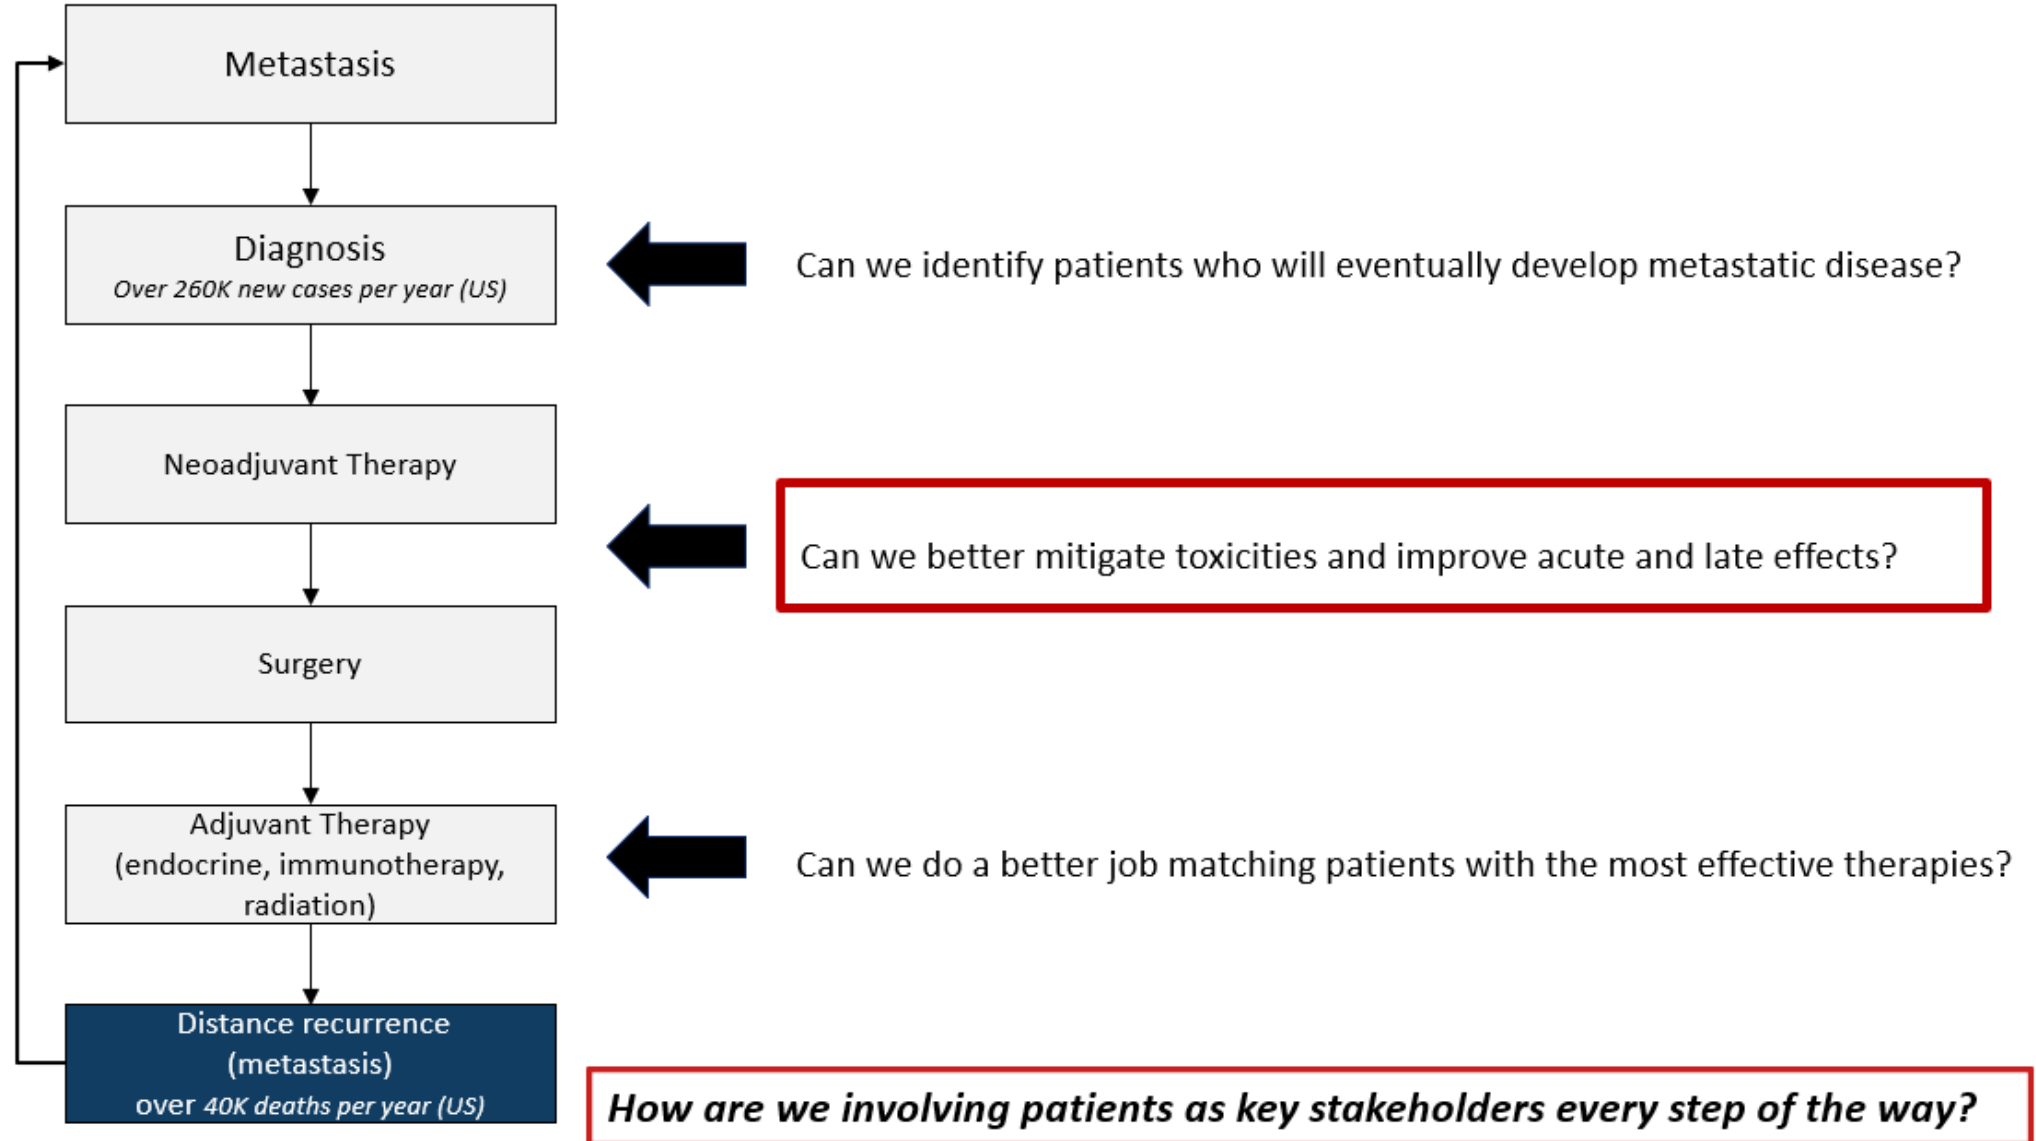 Metastasis
Diagnosis
Over 260K new cases per year (US)
Can we identify patients who will eventually develop metastatic disease?
Neoadjuvant Therapy
Can we better mitigate toxicities and improve acute and late effects?
Surgery
Adjuvant Therapy
(endocrine, immunotherapy,
radiation)
Can we do a better job matching patients with the most effective therapies?
Distance recurrence
(metastasis)
over 40K deaths per year (US)
How are we involving patients as key stakeholders every step of the way?